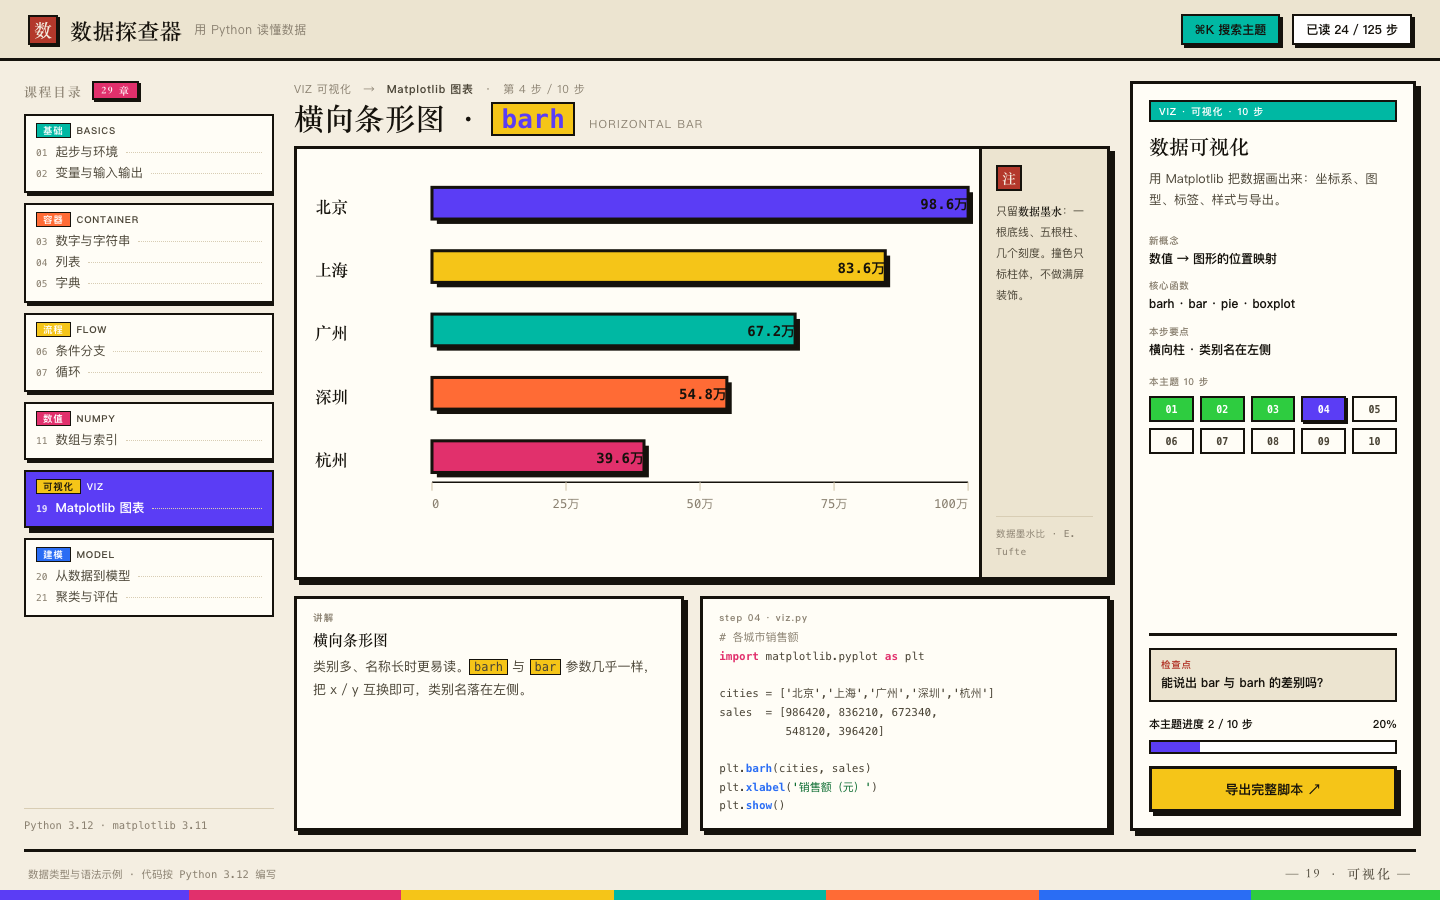 数 数据探查器 用 Python 读懂数据
⌘K 搜索主题
已读 24 / 125 步
课程目录 29 章
基础 BASICS
01 起步与环境
02 变量与输入输出
容器 CONTAINER
03 数字与字符串
04 列表
05 字典
流程 FLOW
06 条件分支
07 循环
数值 NUMPY
11 数组与索引
可视化 VIZ
19 Matplotlib 图表
建模 MODEL
20 从数据到模型
21 聚类与评估
Python 3.12 · matplotlib 3.11
VIZ 可视化 → Matplotlib 图表 · 第 4 步 / 10 步
横向条形图 · barh HORIZONTAL BAR
北京 98.6万
上海 83.6万
广州 67.2万
深圳 54.8万
杭州 39.6万
0 25万 50万 75万 100万
注
只留数据墨水：一
根底线、五根柱、
几个刻度。撞色只
标柱体，不做满屏
装饰。
数据墨水比 · E.
Tufte
讲解
横向条形图
类别多、名称长时更易读。barh 与 bar 参数几乎一样，
把 x / y 互换即可，类别名落在左侧。
step 04 · viz.py
# 各城市销售额
import matplotlib.pyplot as plt
cities = ['北京','上海','广州','深圳','杭州']
sales  = [986420, 836210, 672340,
          548120, 396420]
plt.barh(cities, sales)
plt.xlabel('销售额（元）')
plt.show()
VIZ · 可视化 · 10 步
数据可视化
用 Matplotlib 把数据画出来：坐标系、图
型、标签、样式与导出。
新概念
数值 → 图形的位置映射
核心函数
barh · bar · pie · boxplot
本步要点
横向柱 · 类别名在左侧
本主题 10 步
01 02 03 04 05
06 07 08 09 10
检查点
能说出 bar 与 barh 的差别吗？
本主题进度 2 / 10 步 20%
导出完整脚本 ↗
数据类型与语法示例 · 代码按 Python 3.12 编写
— 19 · 可视化 —